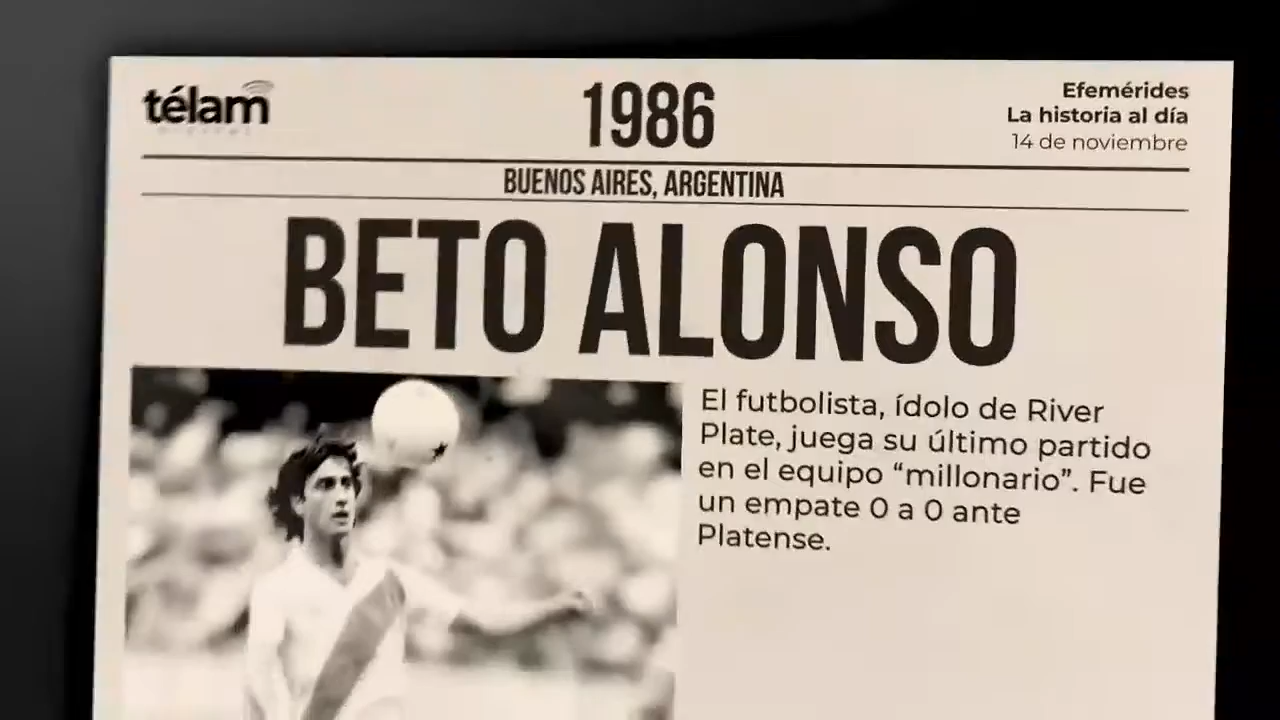 télam
DIGITAL
1986
Efemérides
La historia al día
14 de noviembre
BUENOS AIRES, ARGENTINA
BETO ALONSO
El futbolista, ídolo de River
Plate, juega su último partido
en el equipo “millonario”. Fue
un empate 0 a 0 ante
Platense.